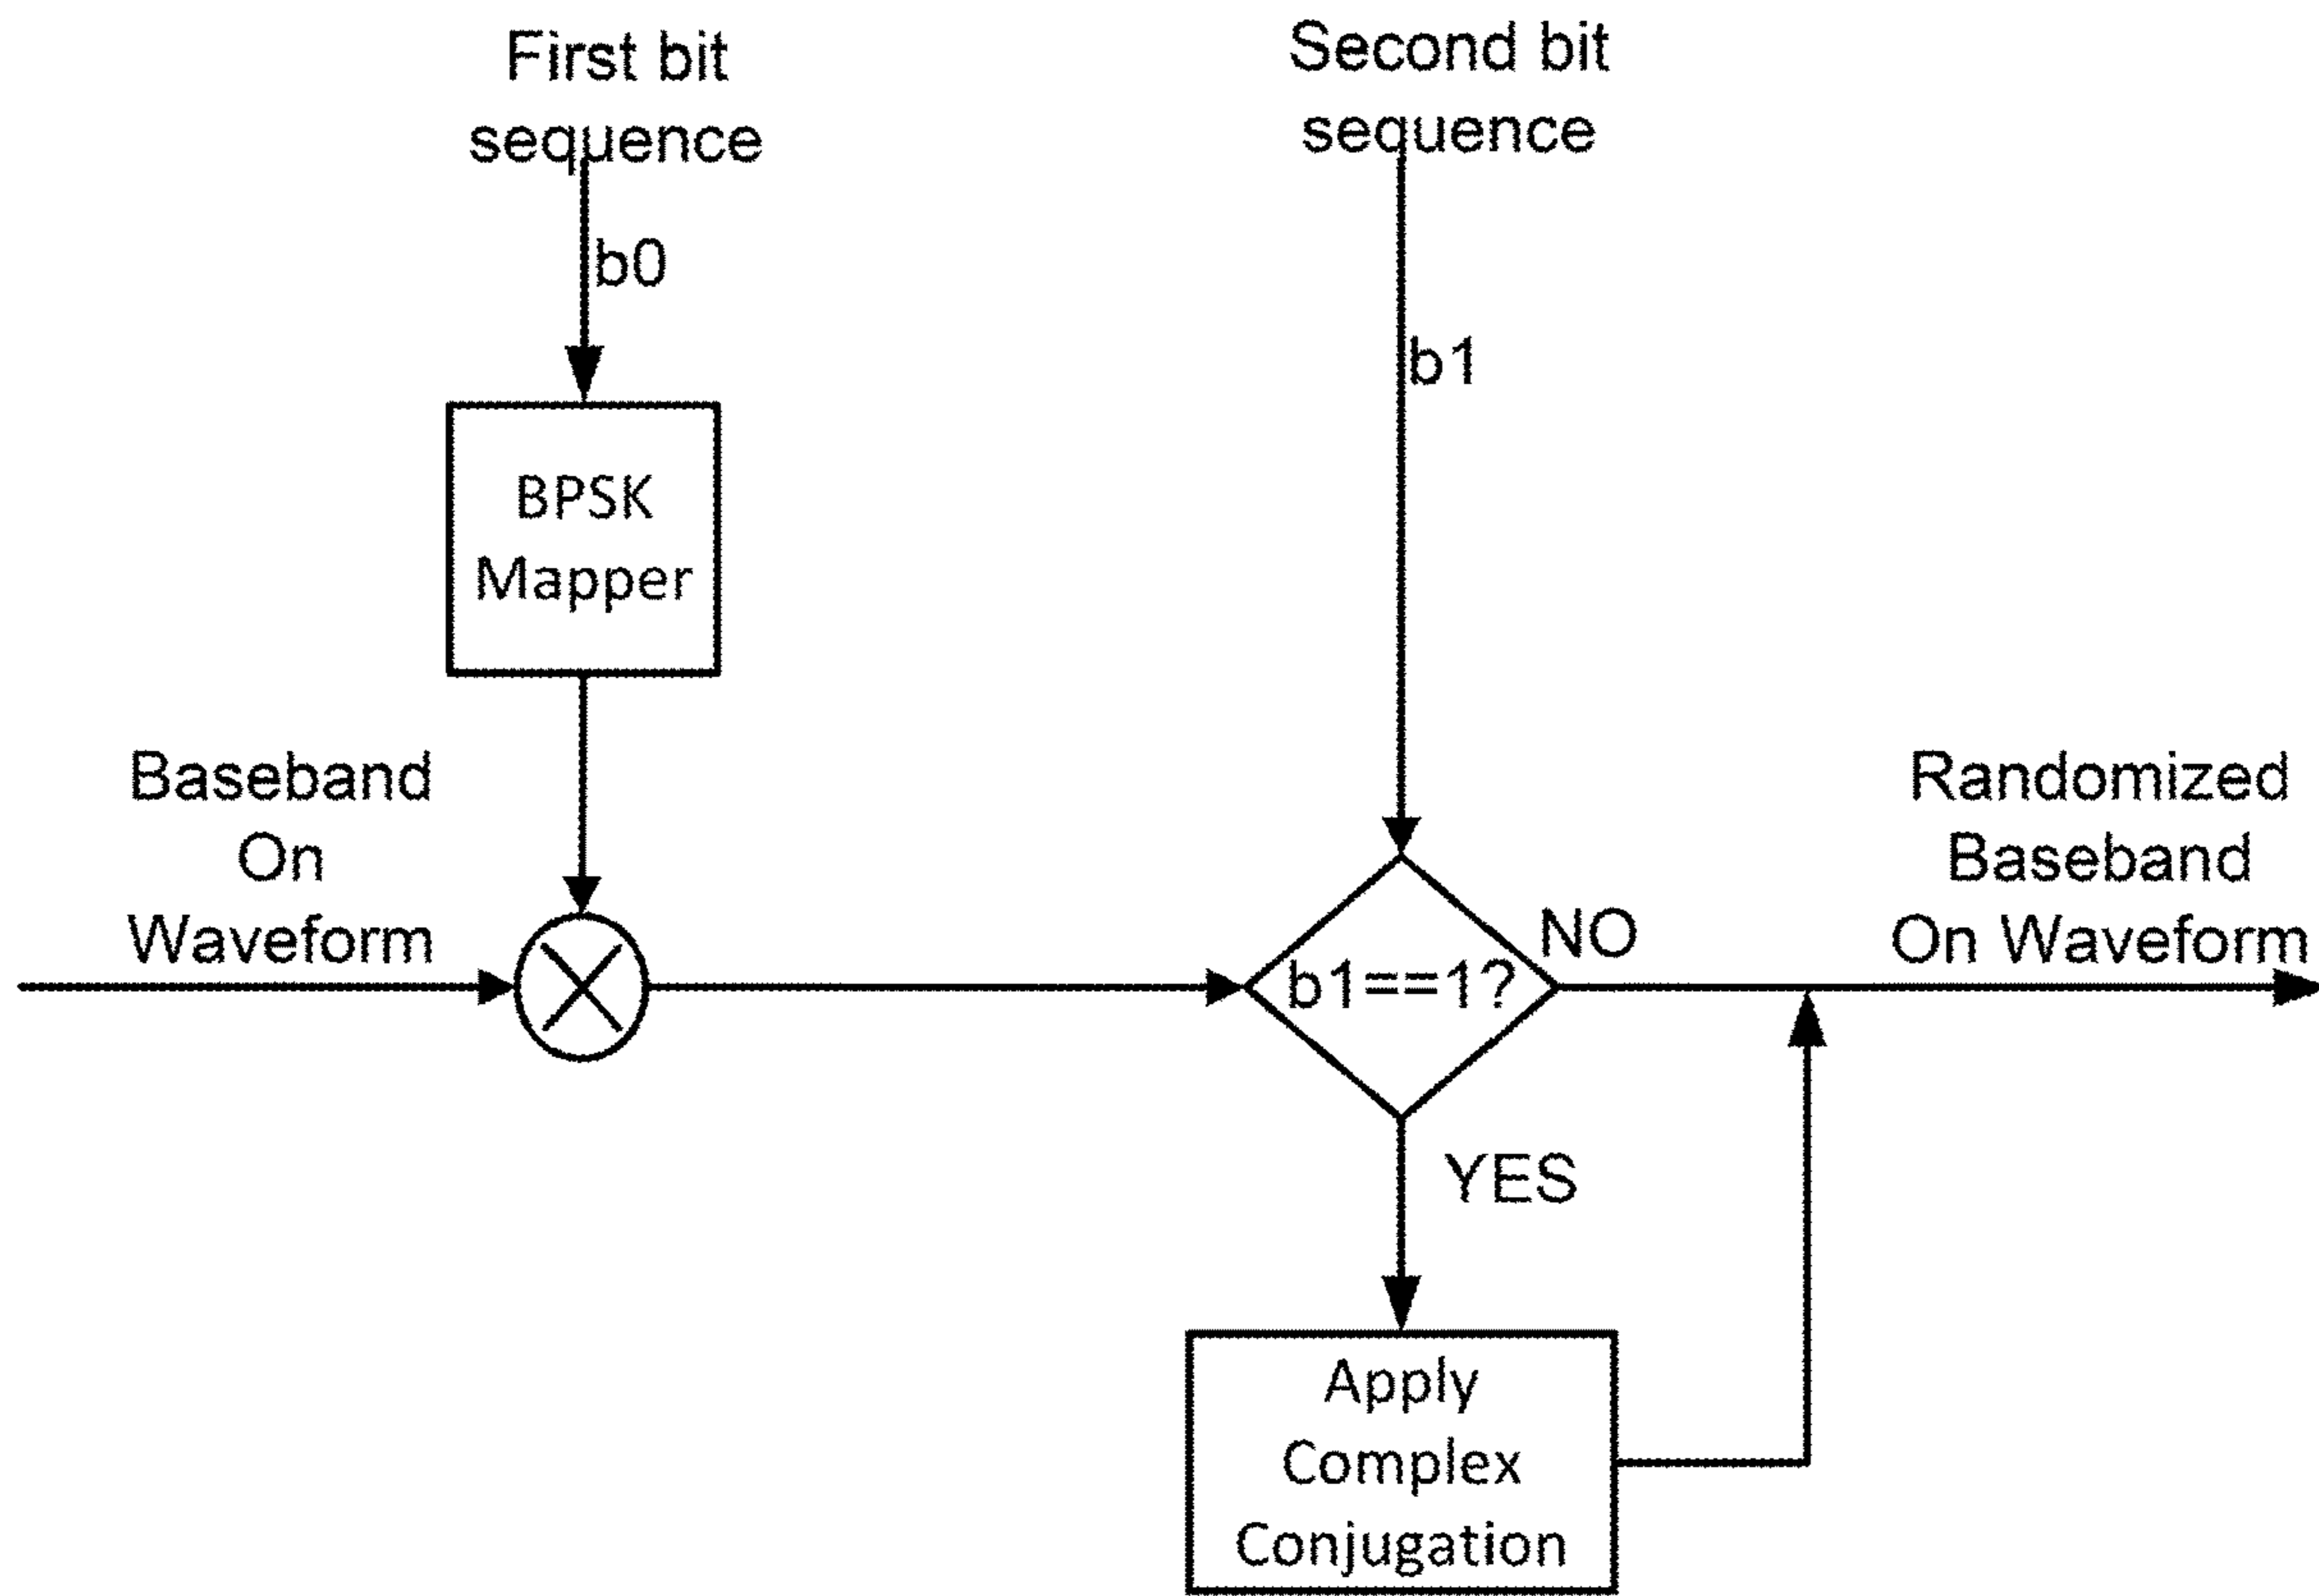 First bit
sequence
b0
BPSK
Mapper
Second bit
sequence
b1
Baseband
On
Waveform
b1==1?
NO
YES
Apply
Complex
Conjugation
Randomized
Baseband
On Waveform